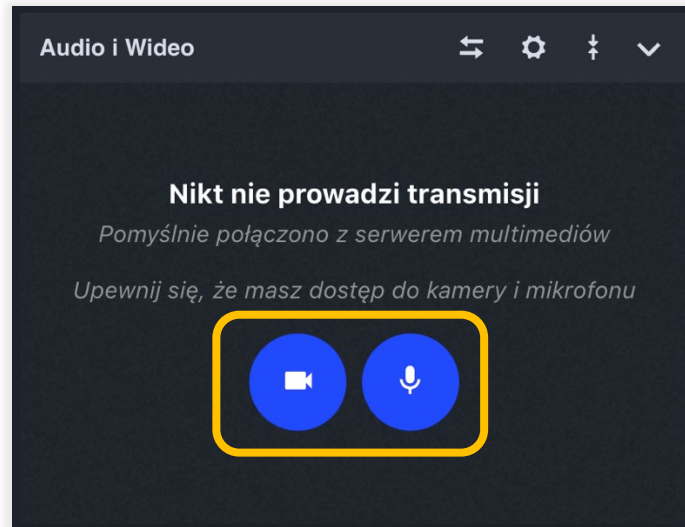 Audio i Wideo
Nikt nie prowadzi transmisji
Pomyślnie połączono z serwerem multimediów
Upewnij się, że masz dostęp do kamery i mikrofonu